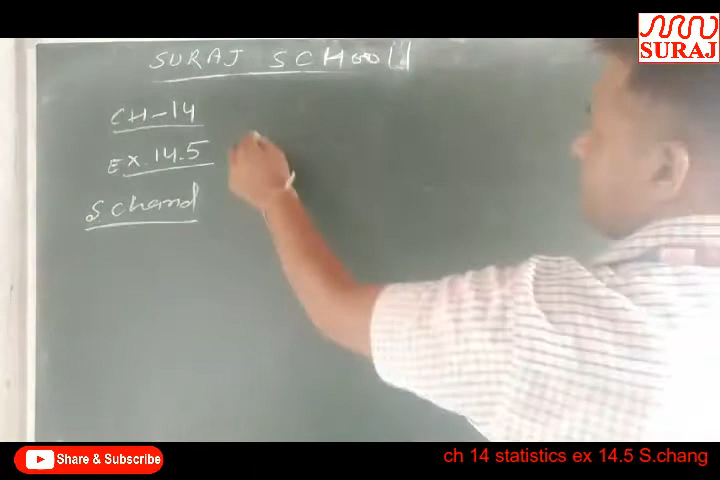 SURAJ
SURAJ SCHOOL
CH-14
Ex. 14.5
S. Chand
Share & Subscribe
ch 14 statistics ex 14.5 S.chang